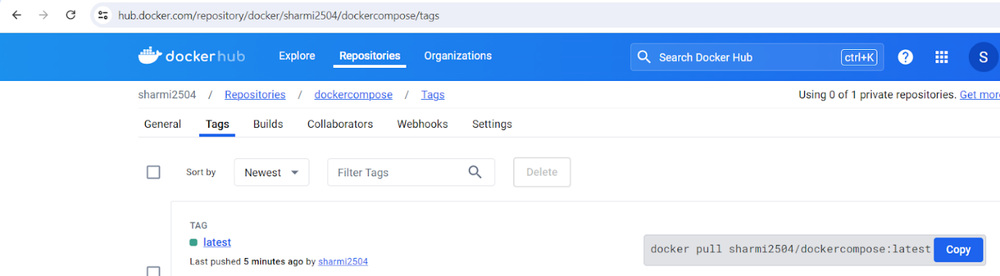 hub.docker.com/repository/docker/sharmi2504/dockercompose/tags
dockerhub Explore Repositories Organizations Search Docker Hub ctrl+K ? S
sharmi2504 / Repositories / dockercompose / Tags Using 0 of 1 private repositories. Get more
General Tags Builds Collaborators Webhooks Settings
Sort by Newest Filter Tags Delete
TAG
latest
docker pull sharmi2504/dockercompose:latest Copy
Last pushed 5 minutes ago by sharmi2504